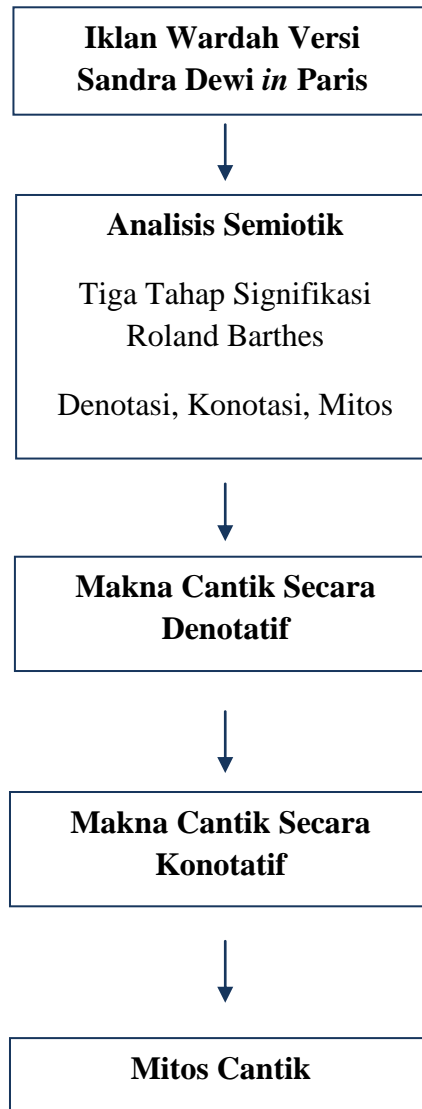 Iklan Wardah Versi
Sandra Dewi in Paris
Analisis Semiotik
Tiga Tahap Signifikasi
Roland Barthes
Denotasi, Konotasi, Mitos
Makna Cantik Secara
Denotatif
Makna Cantik Secara
Konotatif
Mitos Cantik